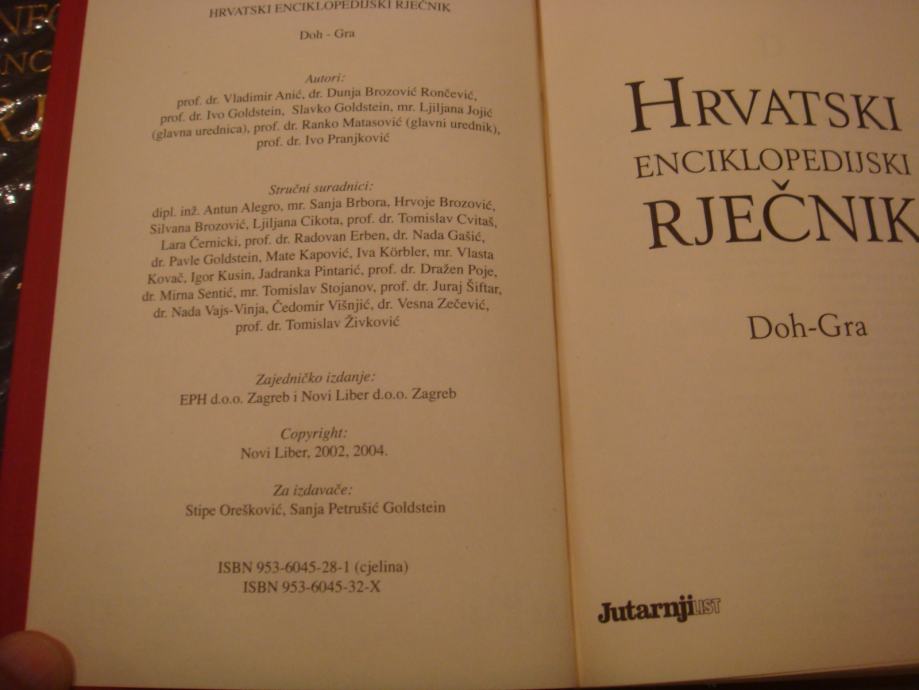 HRVATSKI ENCIKLOPEDIJSKI RJEČNIK
Doh - Gra
Autori:
prof. dr. Vladimir Anić, dr. Dunja Brozović Rončević,
prof. dr. Ivo Goldstein, Slavko Goldstein, mr. Ljiljana Jojić
(glavna urednica), prof. dr. Ranko Matasović (glavni urednik),
prof. dr. Ivo Pranjković
Stručni suradnici:
dipl. inž. Antun Alegro, mr. Sanja Brbora, Hrvoje Brozović,
Silvana Brozović, Ljiljana Cikota, prof. dr. Tomislav Cvitaš,
Lara Černicki, prof. dr. Radovan Erben, dr. Nada Gašić,
dr. Pavle Goldstein, Mate Kapović, Iva Körbler, mr. Vlasta
Kovač, Igor Kusin, Jadranka Pintarić, prof. dr. Dražen Poje,
dr. Mirna Sentić, mr. Tomislav Stojanov, prof. dr. Juraj Šiftar,
dr. Nada Vajs-Vinja, Čedomir Višnjić, dr. Vesna Zečević,
prof. dr. Tomislav Živković
Zajedničko izdanje:
EPH d.o.o. Zagreb i Novi Liber d.o.o. Zagreb
Copyright:
Novi Liber, 2002, 2004.
Za izdavače:
Stipe Orešković, Sanja Petrušić Goldstein
ISBN 953-6045-28-1 (cjelina)
ISBN 953-6045-32-X
HRVATSKI
ENCIKLOPEDIJSKI
RJEČNIK
Doh-Gra
Jutarnji LIST